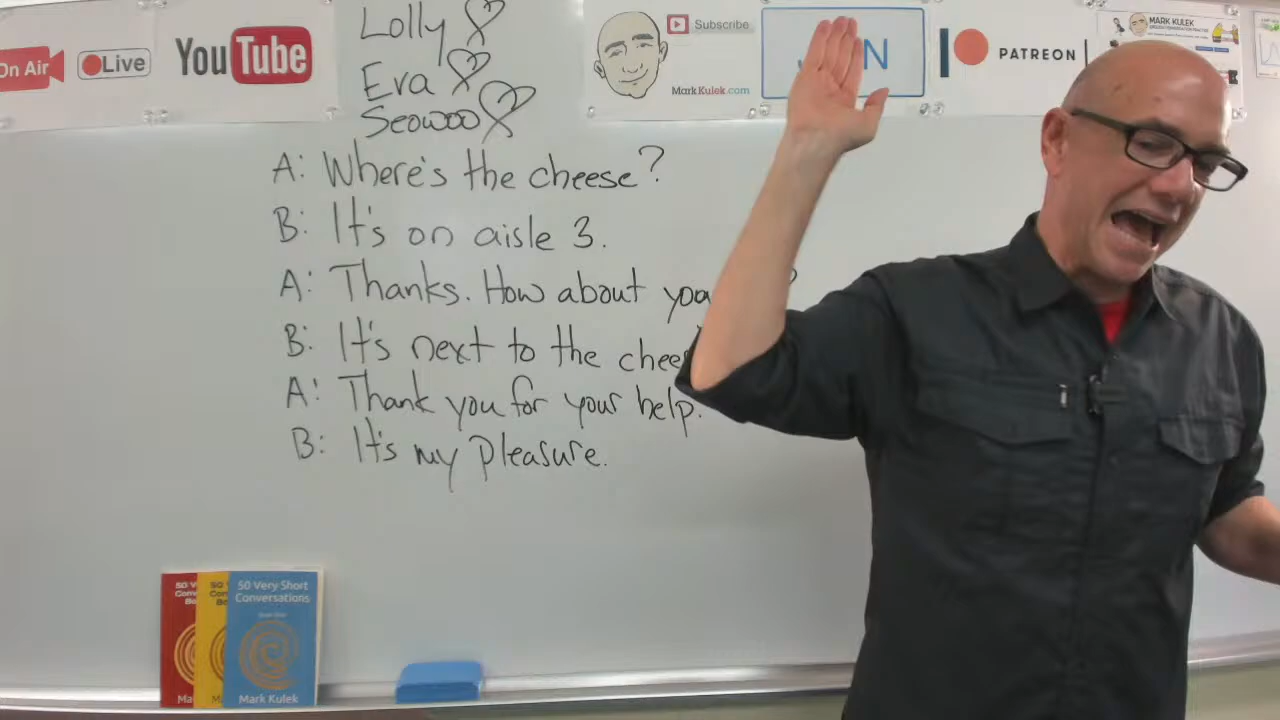 On Air
Live
YouTube
Lolly
Eva
Seowoo
Subscribe
MarkKulek.com
PATREON
MARK KULEK
A: Where's the cheese?
B: It's on aisle 3.
A: Thanks. How about
B: It's next to the
A: Thank you for your help.
B: It's my pleasure.
50 Very Short
Conversations
Mark Kulek